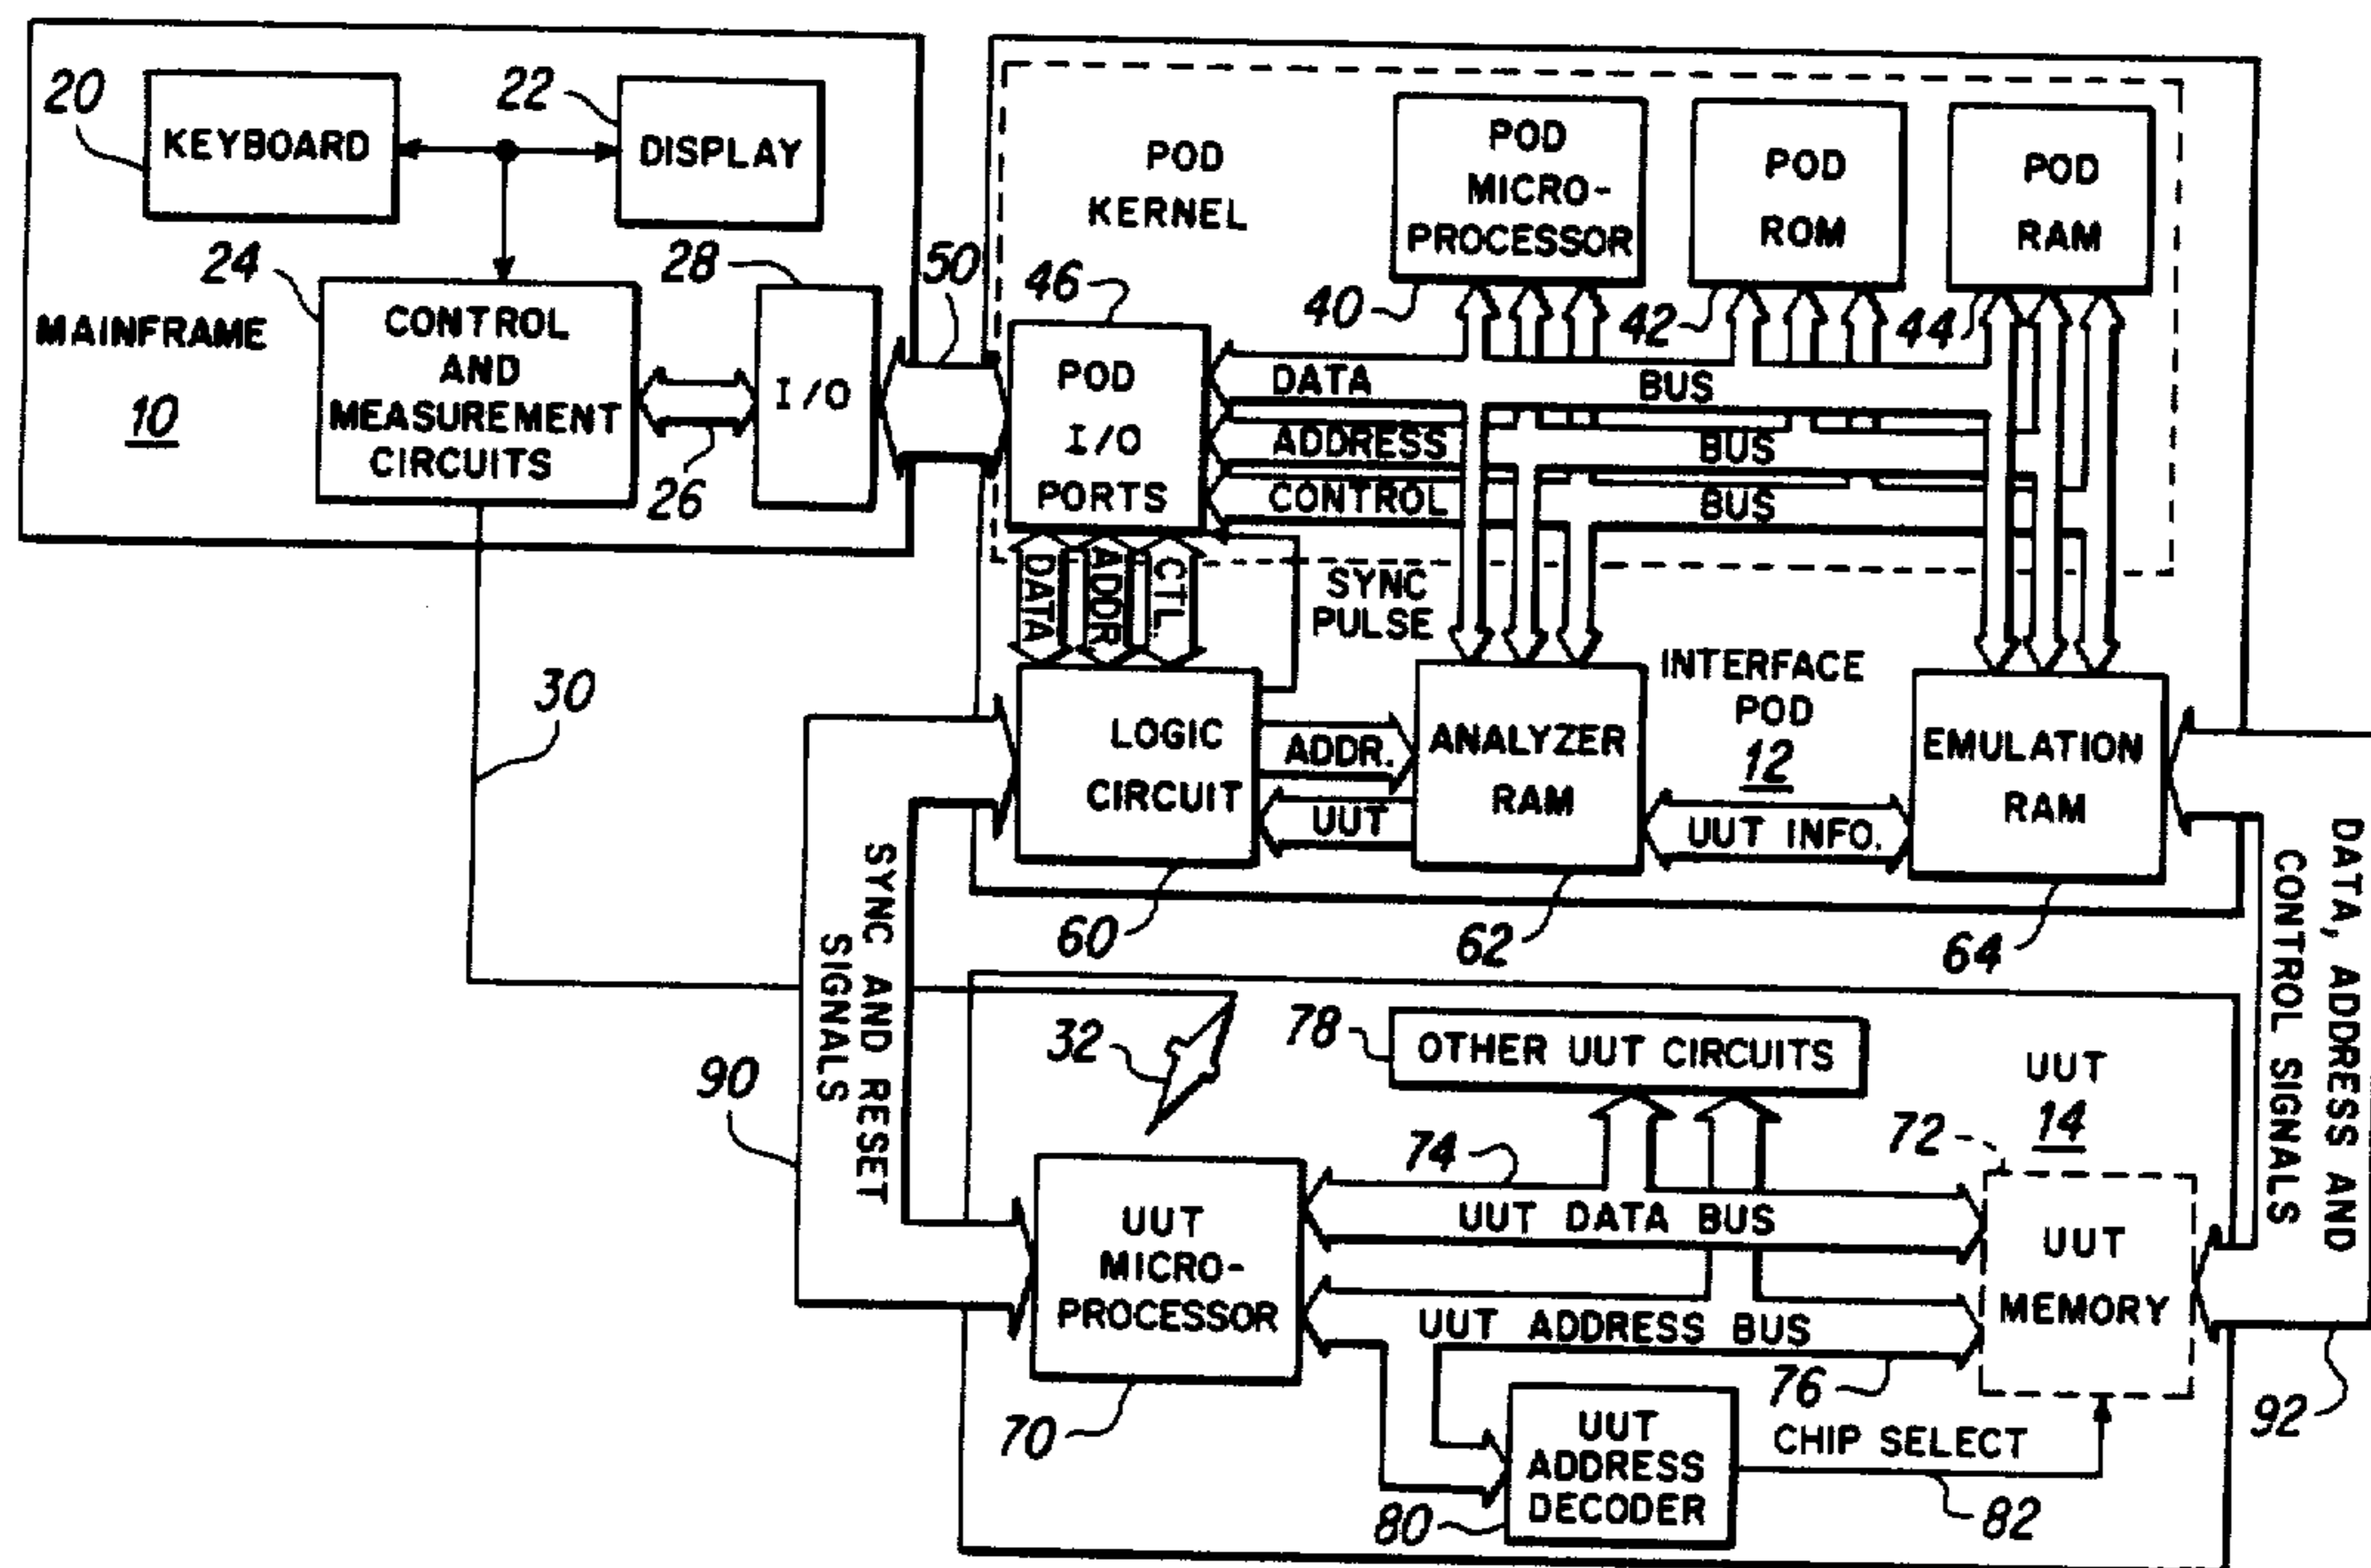 20
KEYBOARD
22
DISPLAY
24
CONTROL
AND
MEASUREMENT
CIRCUITS
MAINFRAME
10
26
28
I/O
50
30
POD
KERNEL
POD
MICRO-
PROCESSOR
40
POD
ROM
42
POD
RAM
44
46
POD
I/O
PORTS
DATA BUS
ADDRESS BUS
CONTROL BUS
DATA
ADDR
CTL.
SYNC
PULSE
LOGIC
CIRCUIT
60
ADDR.
UUT
ANALYZER
RAM
62
INTERFACE
POD
12
UUT INFO.
EMULATION
RAM
64
SYNC AND RESET
SIGNALS
90
DATA, ADDRESS AND
CONTROL SIGNALS
92
32
78
OTHER UUT CIRCUITS
UUT
14
72
UUT
MEMORY
74
UUT DATA BUS
UUT
MICRO-
PROCESSOR
70
UUT ADDRESS BUS
76
UUT
ADDRESS
DECODER
80
CHIP SELECT
82